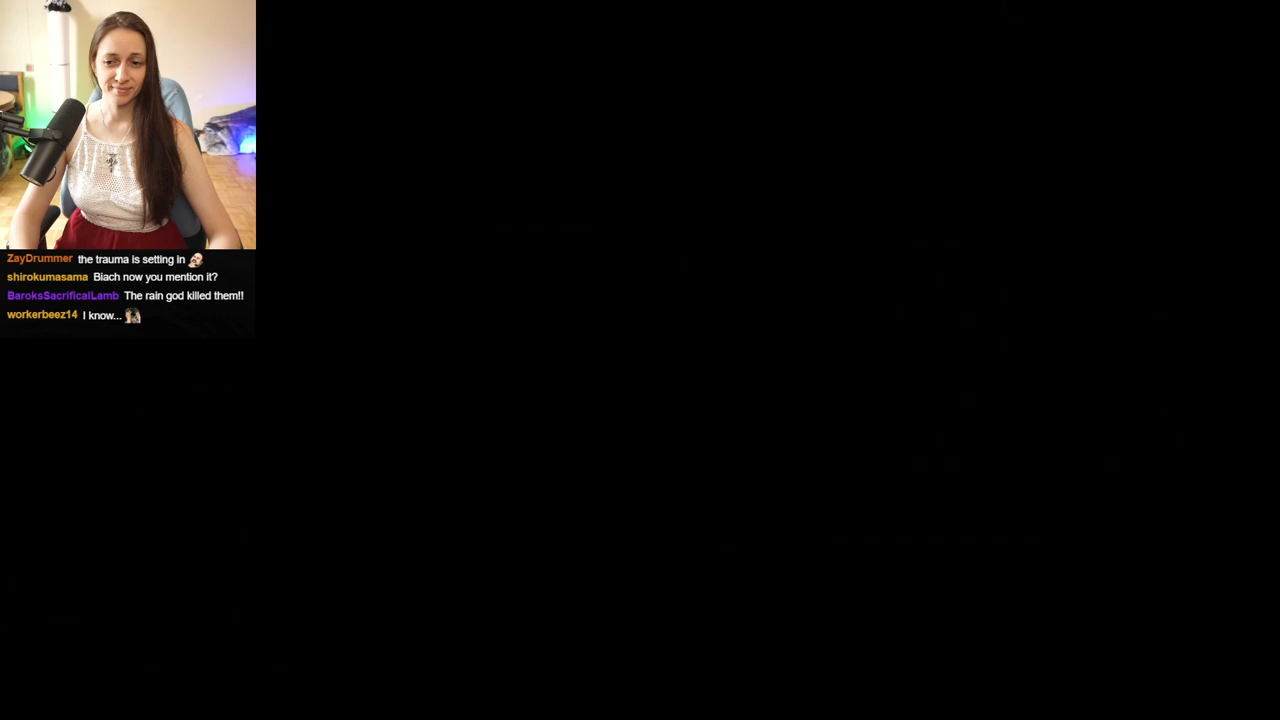 ZayDrummer the trauma is setting in
shirokumasama Biach now you mention it?
BaroksSacrificalLamb The rain god killed them!!
workerbeez14 I know...